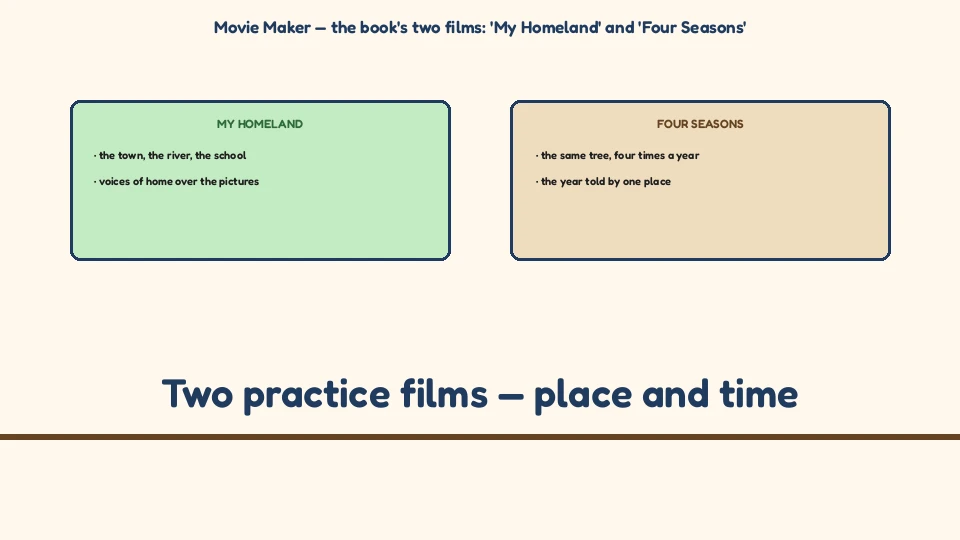 Movie Maker — the book's two films: 'My Homeland' and 'Four Seasons'
MY HOMELAND
· the town, the river, the school
· voices of home over the pictures
FOUR SEASONS
· the same tree, four times a year
· the year told by one place
Two practice films — place and time